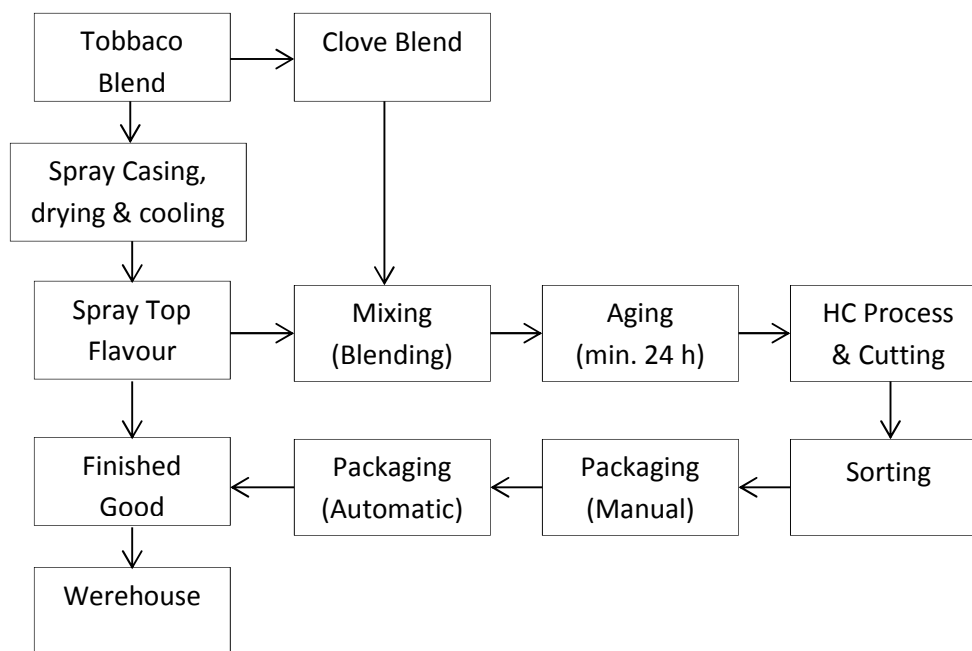 Tobbaco
Blend
Clove Blend
Spray Casing,
drying & cooling
Spray Top
Flavour
Mixing
(Blending)
Aging
(min. 24 h)
HC Process
& Cutting
Finished
Good
Packaging
(Automatic)
Packaging
(Manual)
Sorting
Werehouse